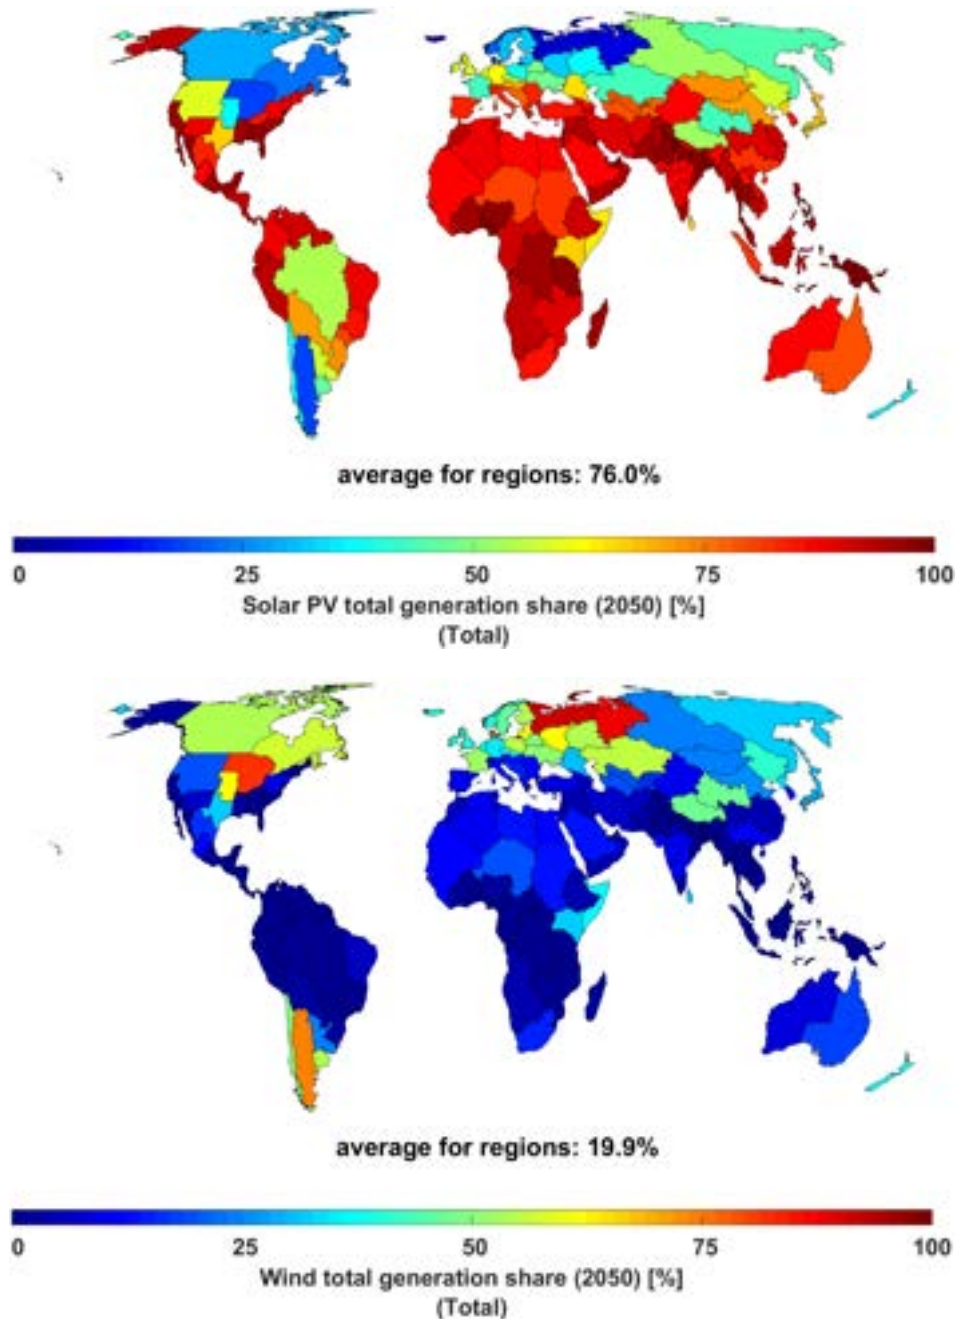 average for regions: 76.0%
0 25 50 75 100
Solar PV total generation share (2050) [%]
(Total)
average for regions: 19.9%
0 25 50 75 100
Wind total generation share (2050) [%]
(Total)